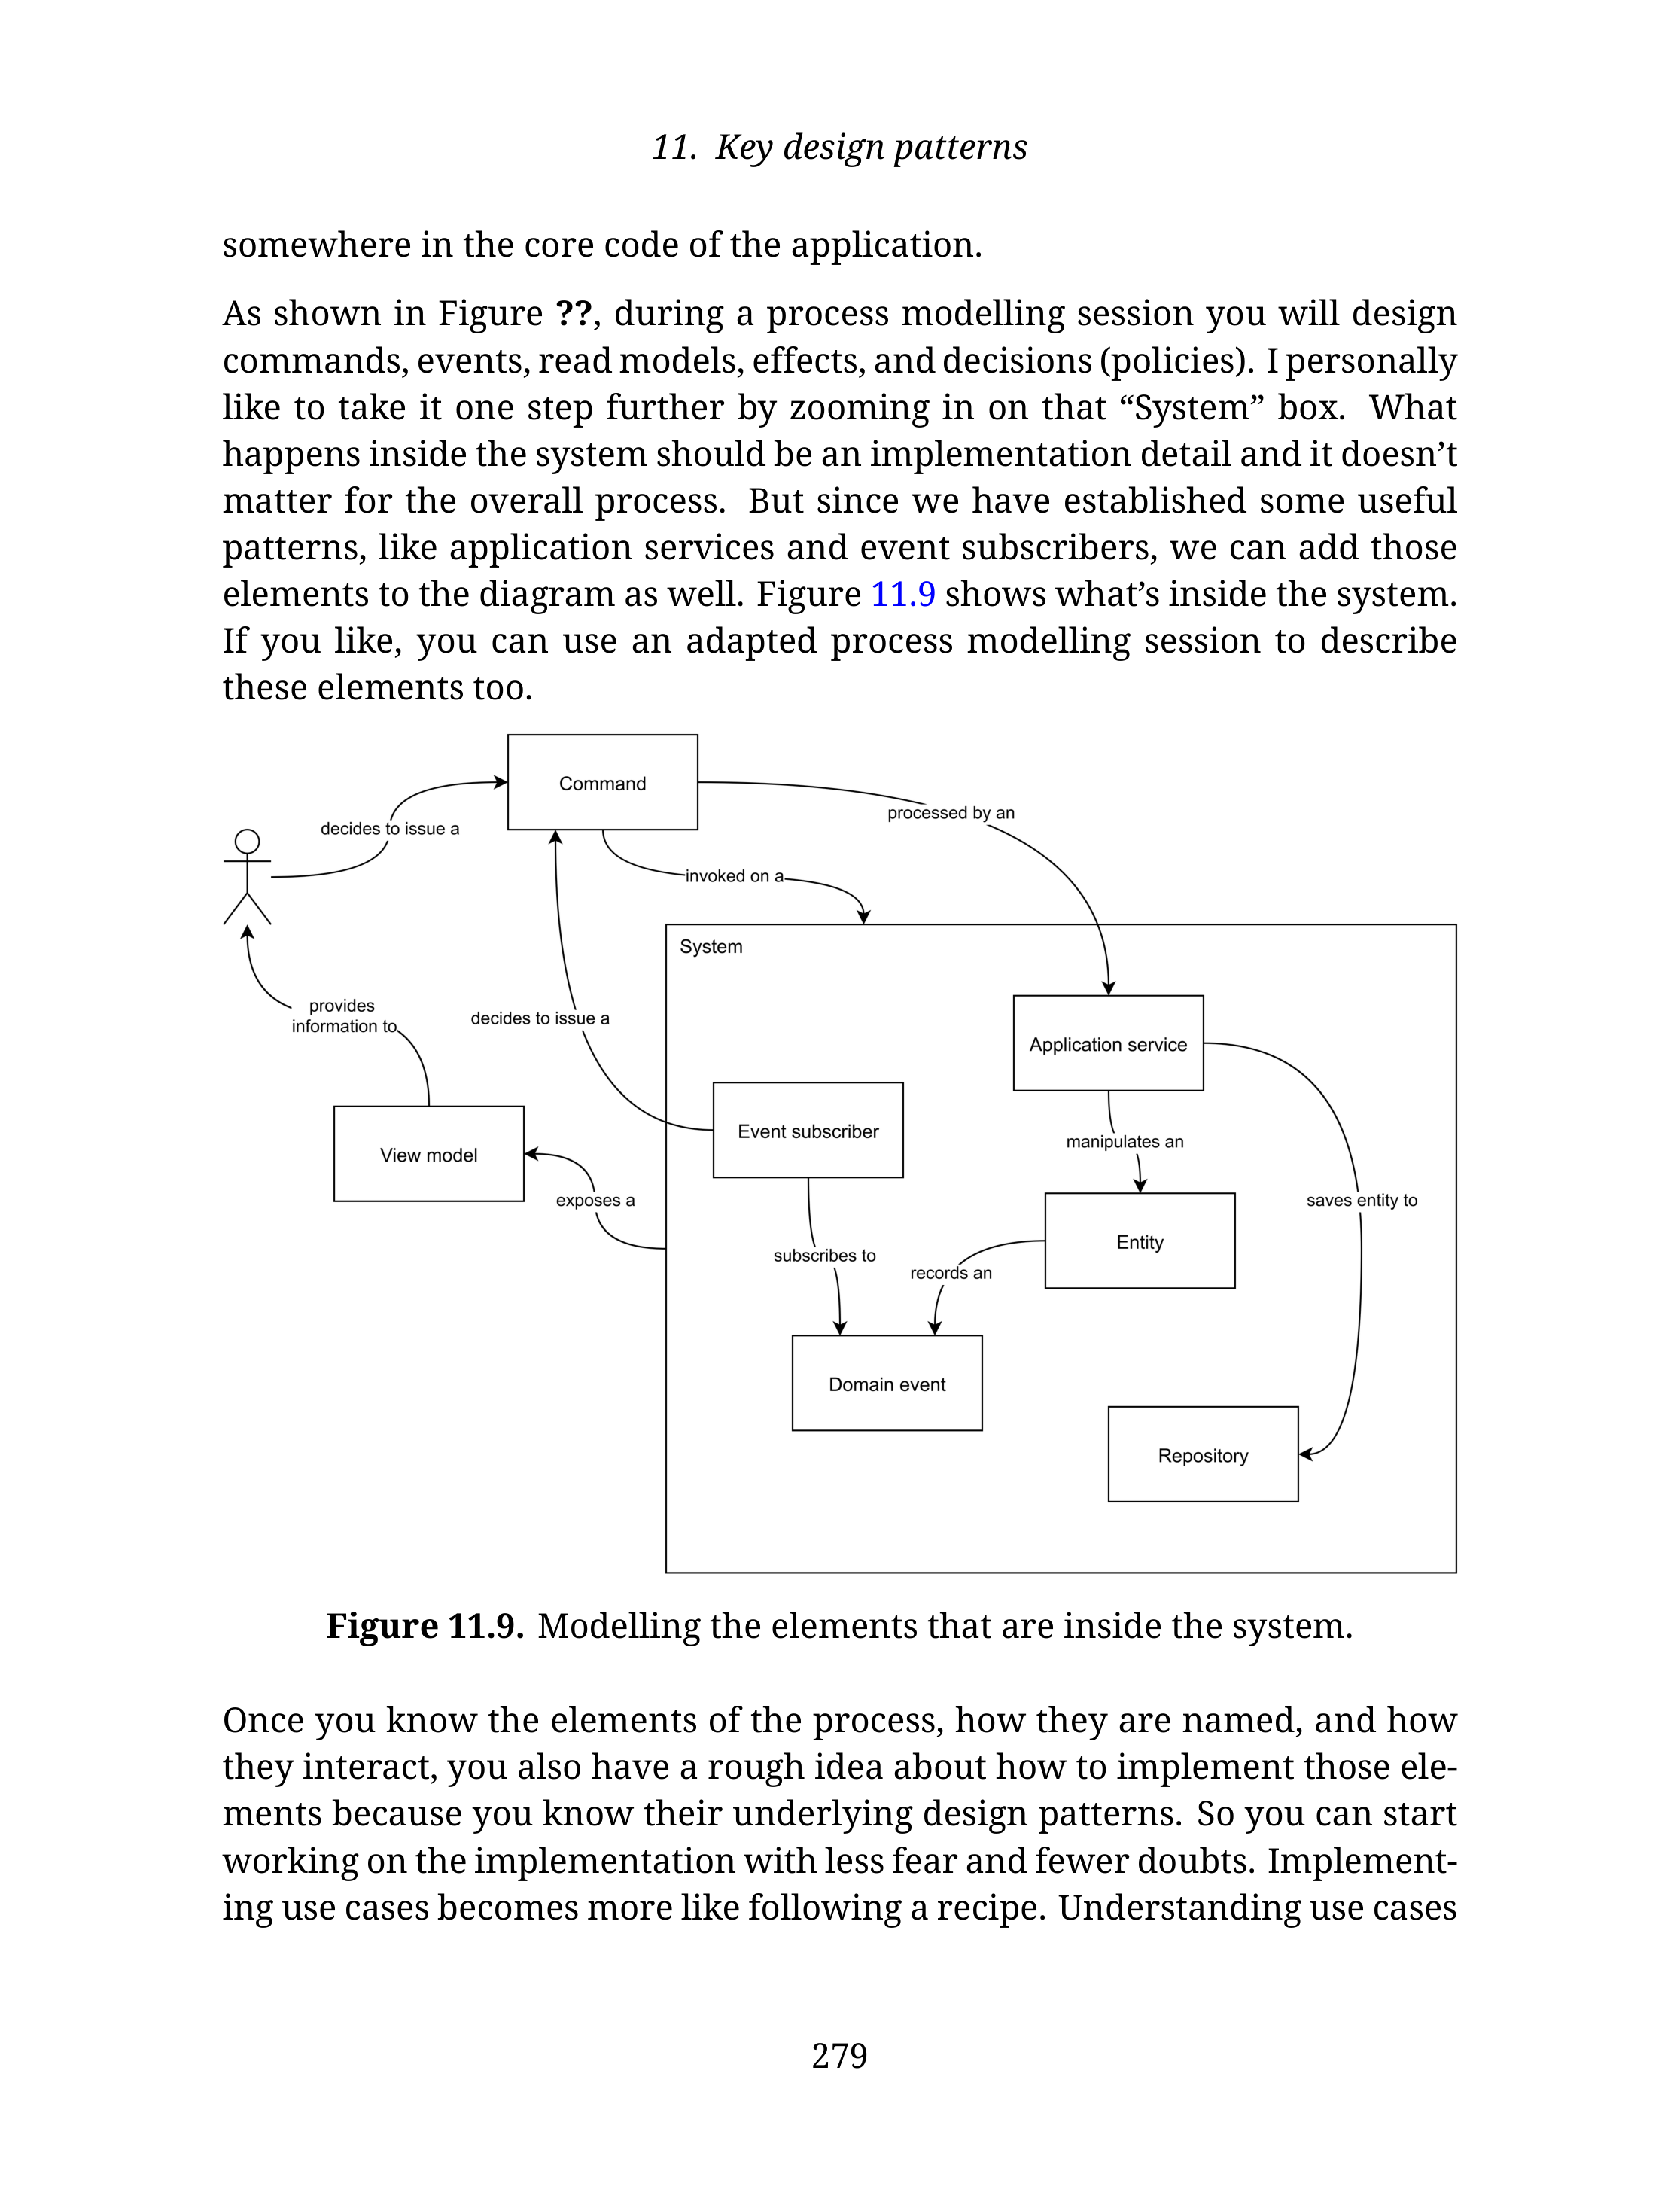 11. Key design patterns
somewhere in the core code of the application.
As shown in Figure ??, during a process modelling session you will design
commands, events, read models, effects, and decisions (policies). I personally
like to take it one step further by zooming in on that “System” box. What
happens inside the system should be an implementation detail and it doesn’t
matter for the overall process. But since we have established some useful
patterns, like application services and event subscribers, we can add those
elements to the diagram as well. Figure 11.9 shows what’s inside the system.
If you like, you can use an adapted process modelling session to describe
these elements too.
Command
processed by an
decides to issue a
invoked on a
System
provides
information to
decides to issue a
Application service
Event subscriber
manipulates an
View model
exposes a
saves entity to
Entity
subscribes to
records an
Domain event
Repository
Figure 11.9. Modelling the elements that are inside the system.
Once you know the elements of the process, how they are named, and how
they interact, you also have a rough idea about how to implement those ele-
ments because you know their underlying design patterns. So you can start
working on the implementation with less fear and fewer doubts. Implement-
ing use cases becomes more like following a recipe. Understanding use cases
279